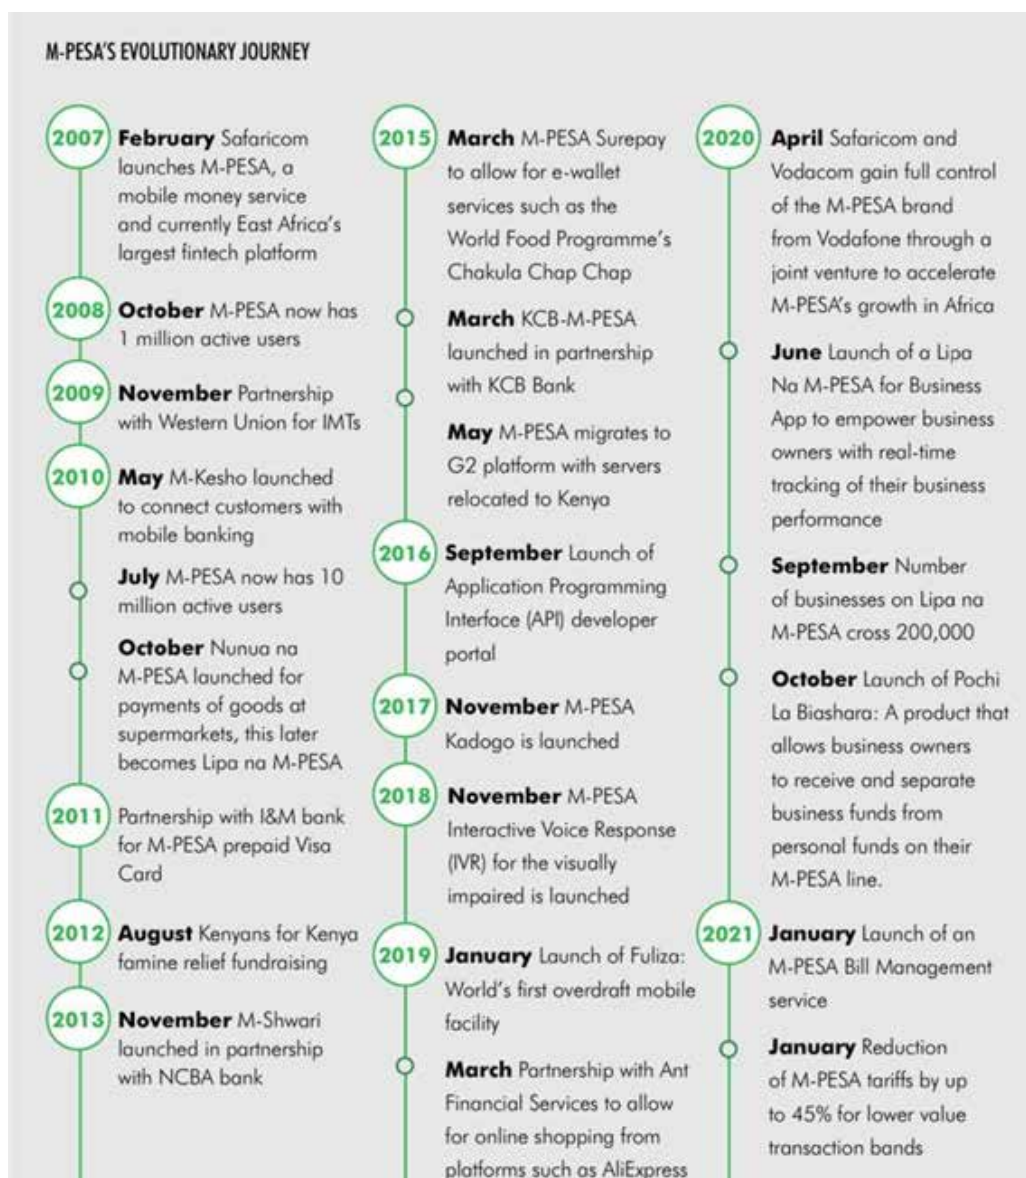 M-PESA'S EVOLUTIONARY JOURNEY
2007
February Safaricom
launches M-PESA, a
mobile money service
and currently East Africa's
largest fintech platform
2008
October M-PESA now has
1 million active users
2009
November Partnership
with Western Union for IMTs
2010
May M-Kesho launched
to connect customers with
mobile banking
July M-PESA now has 10
million active users
October Nunua na
M-PESA launched for
payments of goods at
supermarkets, this later
becomes Lipa na M-PESA
2011
Partnership with I&M bank
for M-PESA prepaid Visa
Card
2012
August Kenyans for Kenya
famine relief fundraising
2013
November M-Shwari
launched in partnership
with NCBA bank
2015
March M-PESA Surepay
to allow for e-wallet
services such as the
World Food Programme's
Chakula Chap Chap
March KCB-M-PESA
launched in partnership
with KCB Bank
May M-PESA migrates to
G2 platform with servers
relocated to Kenya
2016
September Launch of
Application Programming
Interface (API) developer
portal
2017
November M-PESA
Kadogo is launched
2018
November M-PESA
Interactive Voice Response
(IVR) for the visually
impaired is launched
2019
January Launch of Fuliza:
World's first overdraft mobile
facility
March Partnership with Ant
Financial Services to allow
for online shopping from
platforms such as AliExpress
2020
April Safaricom and
Vodacom gain full control
of the M-PESA brand
from Vodafone through a
joint venture to accelerate
M-PESA's growth in Africa
June Launch of a Lipa
Na M-PESA for Business
App to empower business
owners with real-time
tracking of their business
performance
September Number
of businesses on Lipa na
M-PESA cross 200,000
October Launch of Pochi
La Biashara: A product that
allows business owners
to receive and separate
business funds from
personal funds on their
M-PESA line.
2021
January Launch of an
M-PESA Bill Management
service
January Reduction
of M-PESA tariffs by up
to 45% for lower value
transaction bands